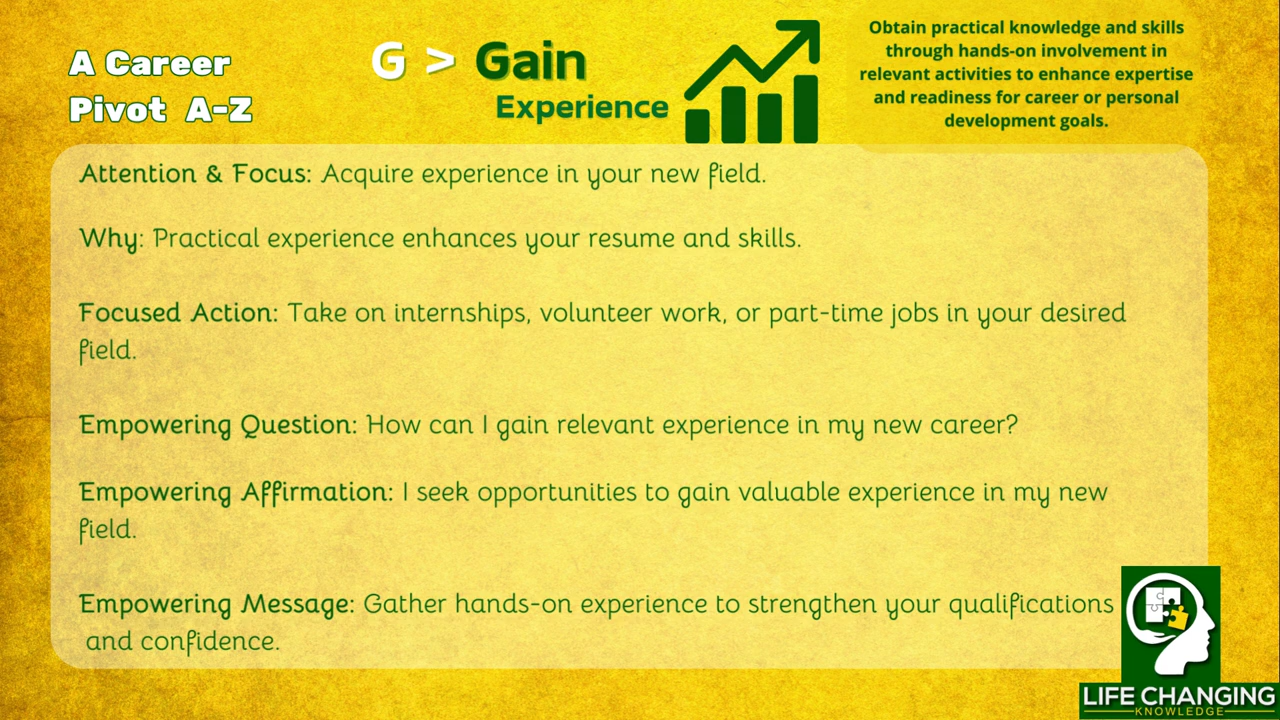 A Career
Pivot A-Z
G > Gain
Experience
Obtain practical knowledge and skills
through hands-on involvement in
relevant activities to enhance expertise
and readiness for career or personal
development goals.
Attention & Focus: Acquire experience in your new field.
Why: Practical experience enhances your resume and skills.
Focused Action: Take on internships, volunteer work, or part-time jobs in your desired
field.
Empowering Question: How can I gain relevant experience in my new career?
Empowering Affirmation: I seek opportunities to gain valuable experience in my new
field.
Empowering Message: Gather hands-on experience to strengthen your qualifications
and confidence.
LIFE CHANGING
KNOWLEDGE